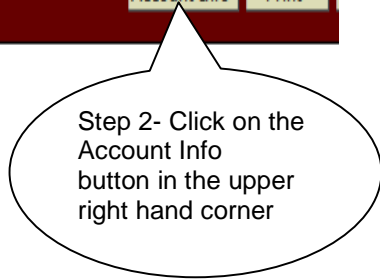 Step 2- Click on the
Account Info
button in the upper
right hand corner